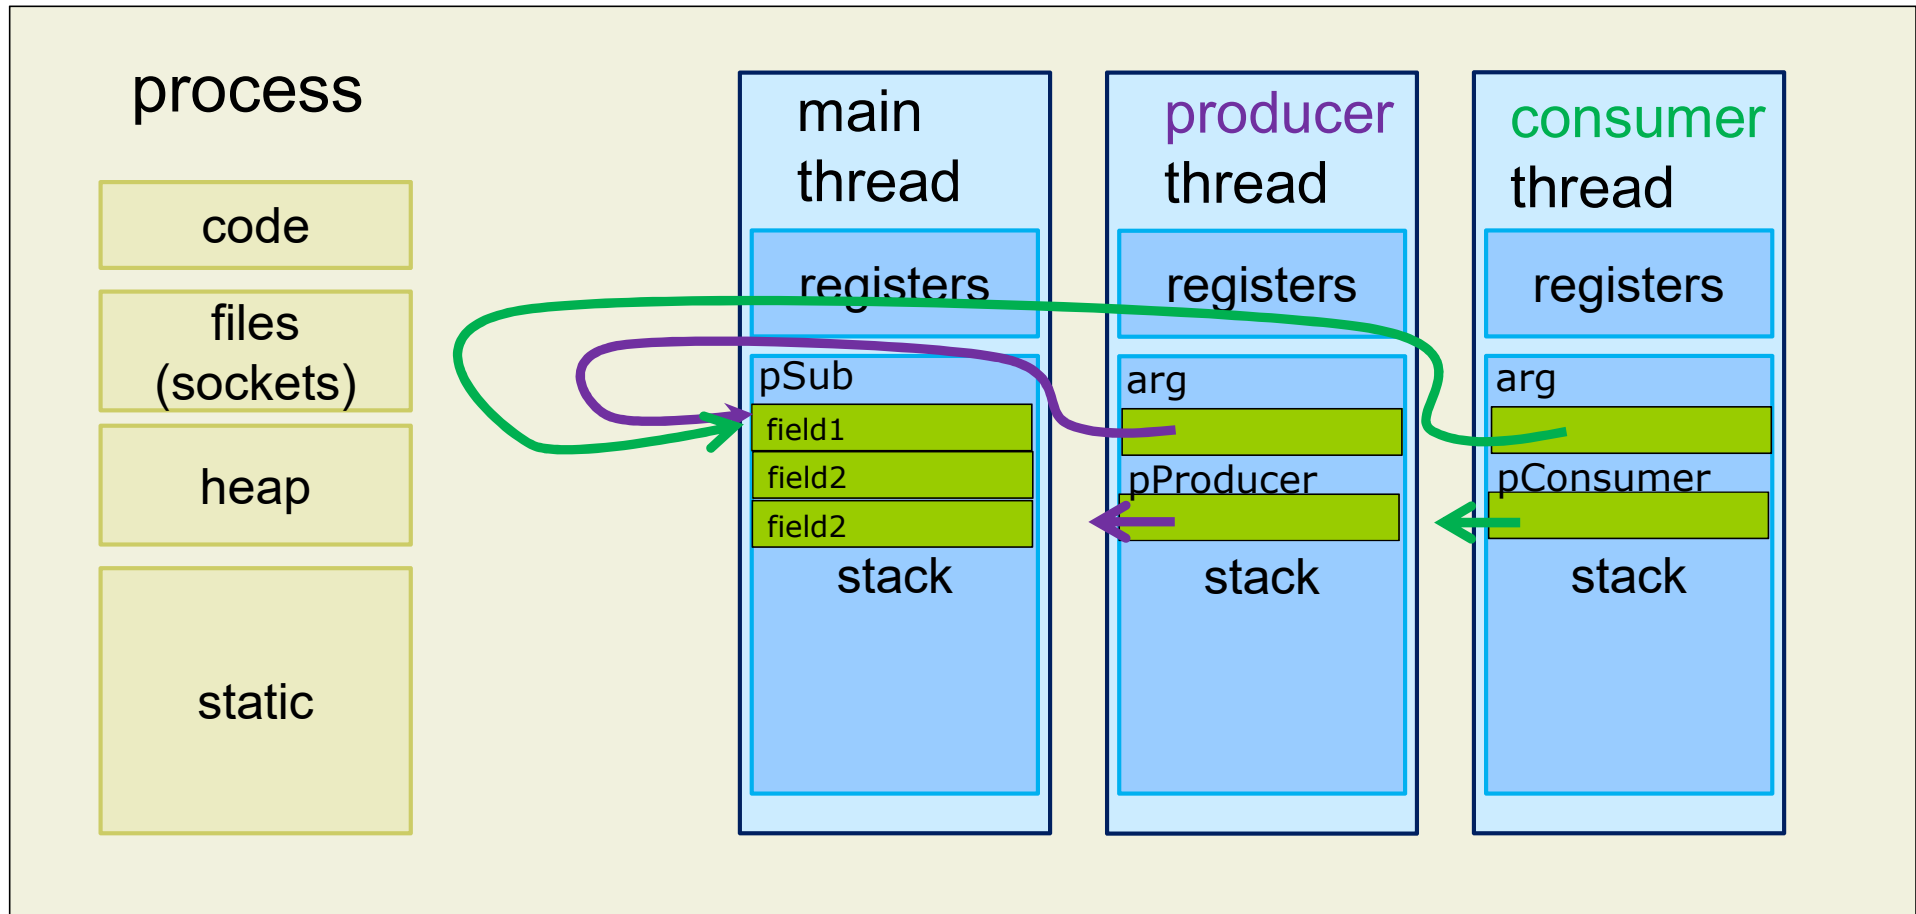 process
code
files
(sockets)
heap
static
main
thread
registers
pSub
field1
field2
field2
stack
producer
thread
registers
arg
pProducer
stack
consumer
thread
registers
arg
pConsumer
stack